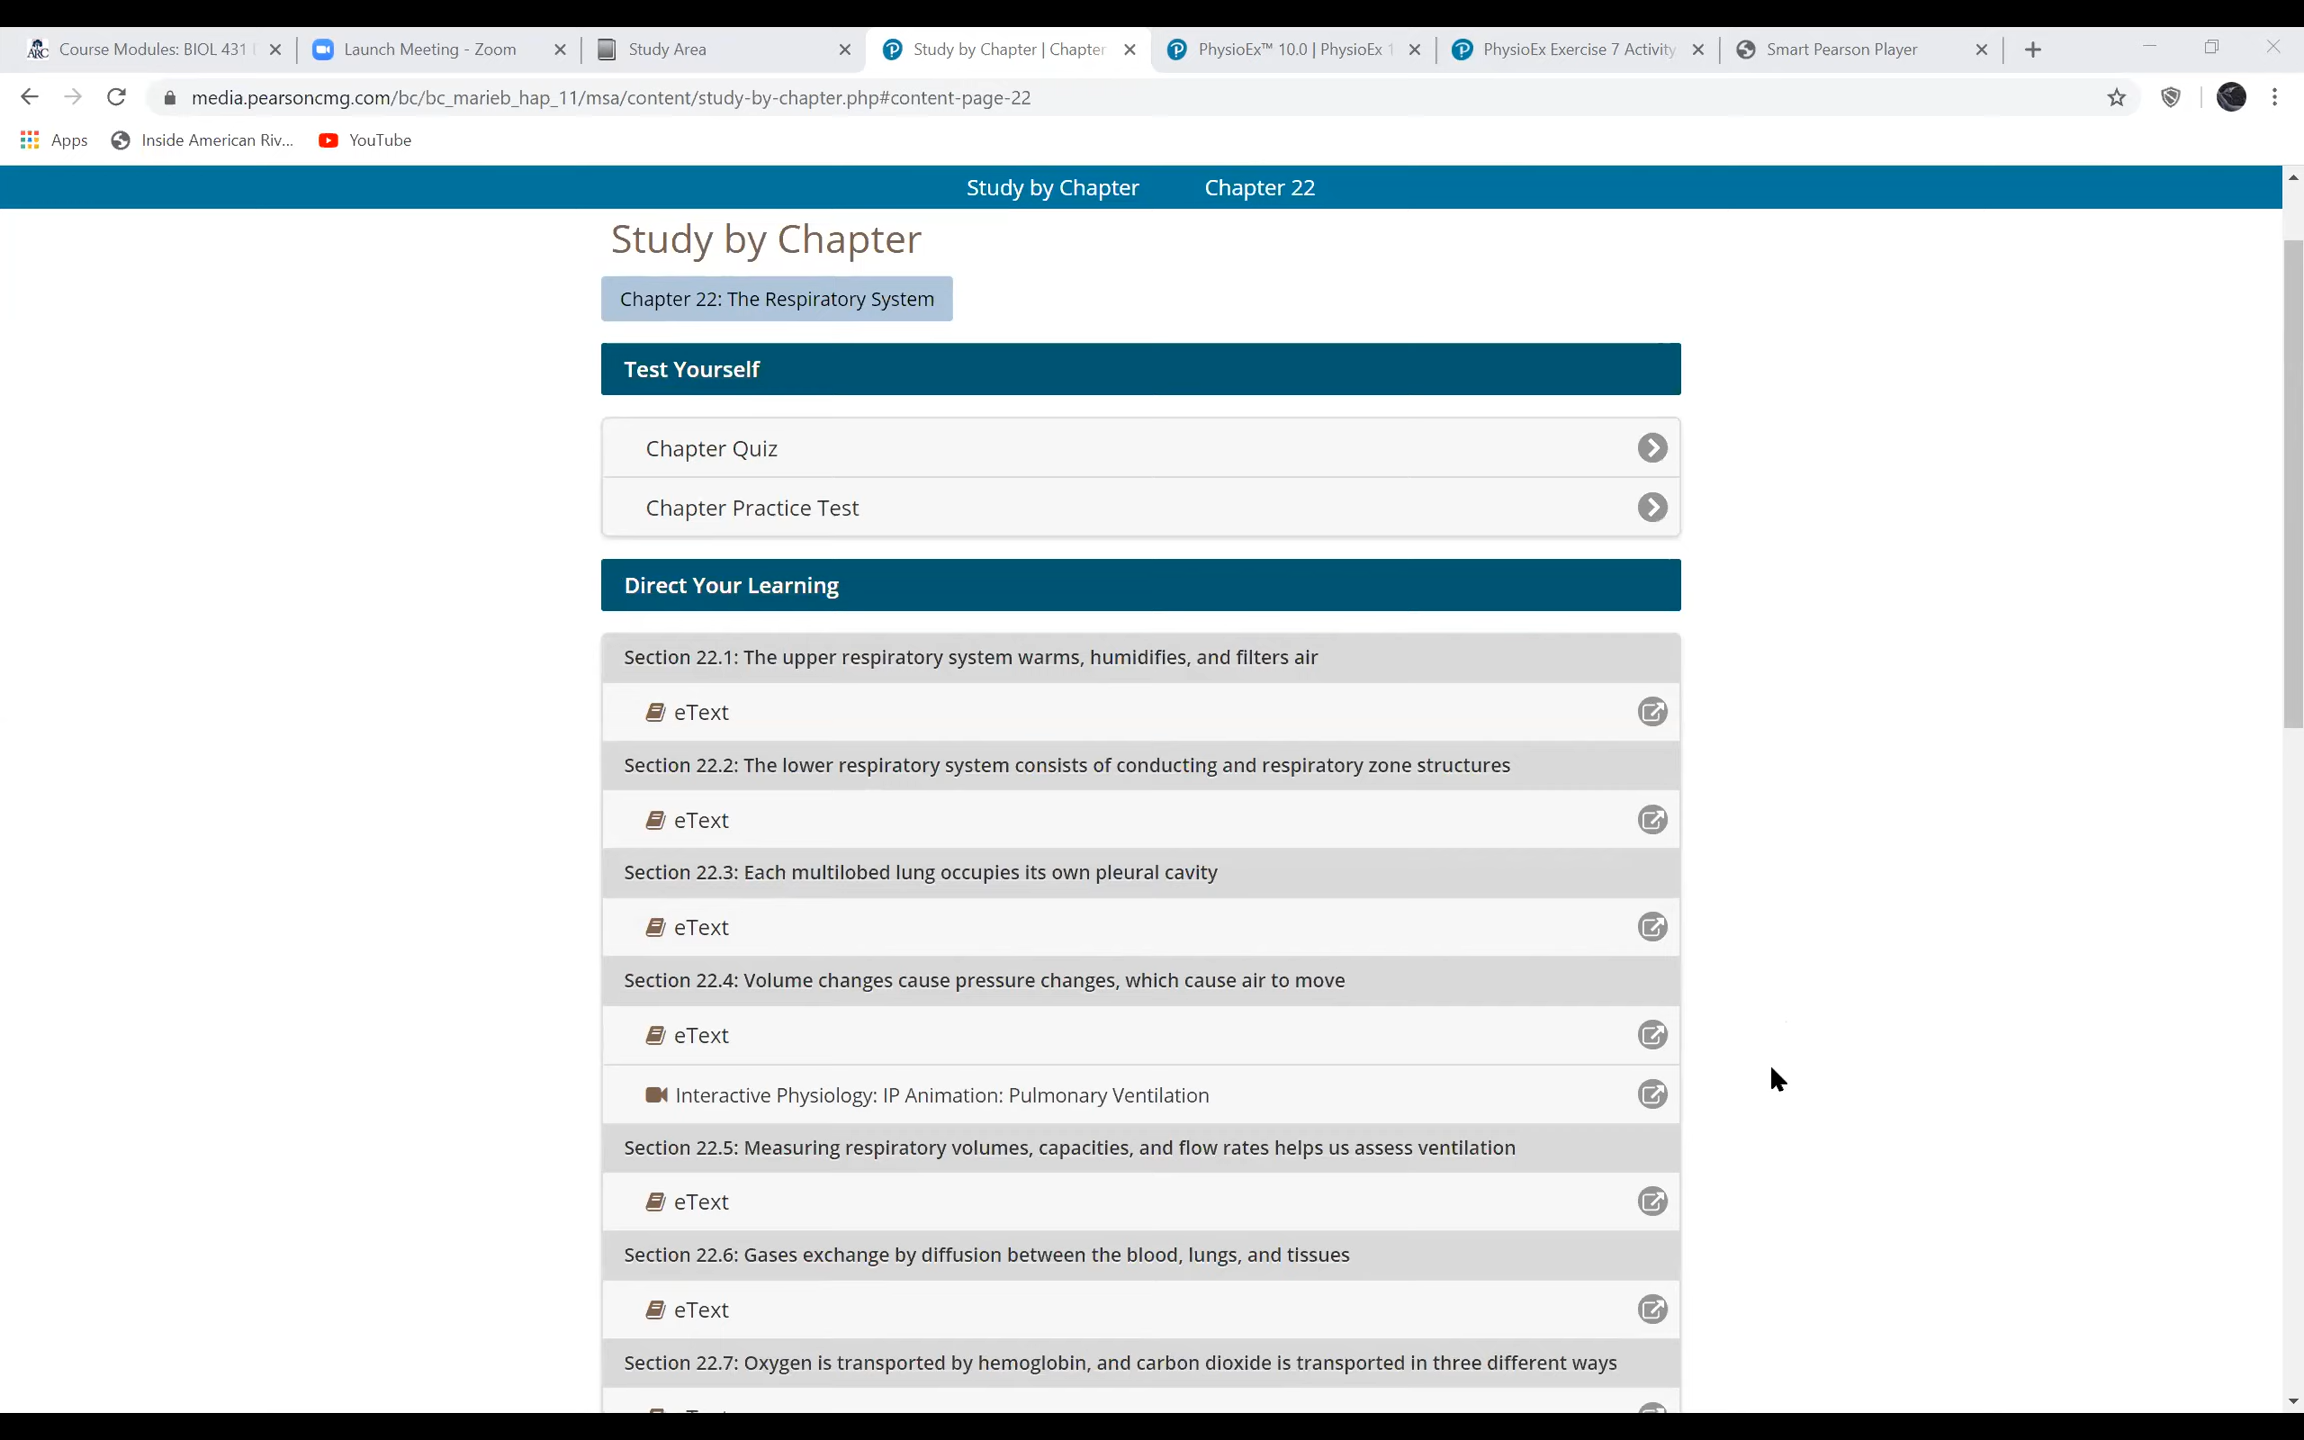 Course Modules: BIOL 431
Launch Meeting - Zoom
Study Area
Study by Chapter | Chapter
PhysioEx™ 10.0 | PhysioEx 1
PhysioEx Exercise 7 Activity
Smart Pearson Player
media.pearsoncmg.com/bc/bc_marieb_hap_11/msa/content/study-by-chapter.php#content-page-22
Apps
Inside American Riv...
YouTube
Study by Chapter
Chapter 22
Study by Chapter
Chapter 22: The Respiratory System
Test Yourself
Chapter Quiz
Chapter Practice Test
Direct Your Learning
Section 22.1: The upper respiratory system warms, humidifies, and filters air
eText
Section 22.2: The lower respiratory system consists of conducting and respiratory zone structures
eText
Section 22.3: Each multilobed lung occupies its own pleural cavity
eText
Section 22.4: Volume changes cause pressure changes, which cause air to move
eText
Interactive Physiology: IP Animation: Pulmonary Ventilation
Section 22.5: Measuring respiratory volumes, capacities, and flow rates helps us assess ventilation
eText
Section 22.6: Gases exchange by diffusion between the blood, lungs, and tissues
eText
Section 22.7: Oxygen is transported by hemoglobin, and carbon dioxide is transported in three different ways